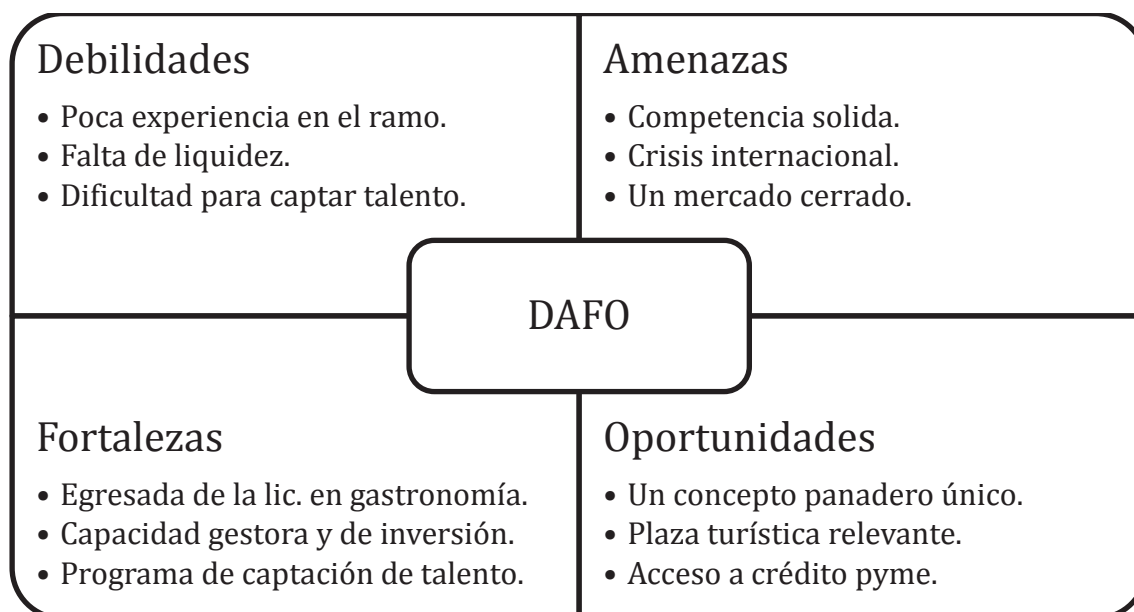 Debilidades
• Poca experiencia en el ramo.
• Falta de liquidez.
• Dificultad para captar talento.
Amenazas
• Competencia solida.
• Crisis internacional.
• Un mercado cerrado.
DAFO
Fortalezas
• Egresada de la lic. en gastronomía.
• Capacidad gestora y de inversión.
• Programa de captación de talento.
Oportunidades
• Un concepto panadero único.
• Plaza turística relevante.
• Acceso a crédito pyme.